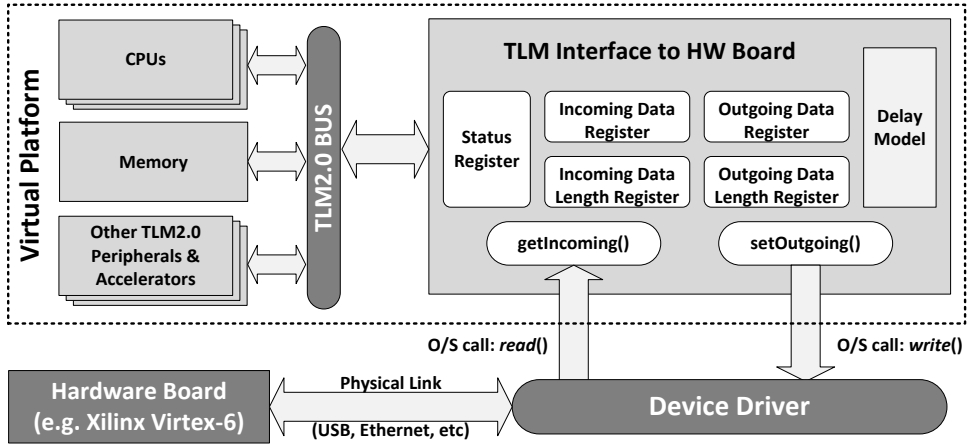 Virtual Platform
CPUs
Memory
Other TLM2.0
Peripherals &
Accelerators
TLM2.0 BUS
TLM Interface to HW Board
Status
Register
Incoming Data
Register
Outgoing Data
Register
Incoming Data
Length Register
Outgoing Data
Length Register
Delay
Model
getIncoming()
setOutgoing()
O/S call: read()
O/S call: write()
Hardware Board
(e.g. Xilinx Virtex-6)
Physical Link
(USB, Ethernet, etc)
Device Driver